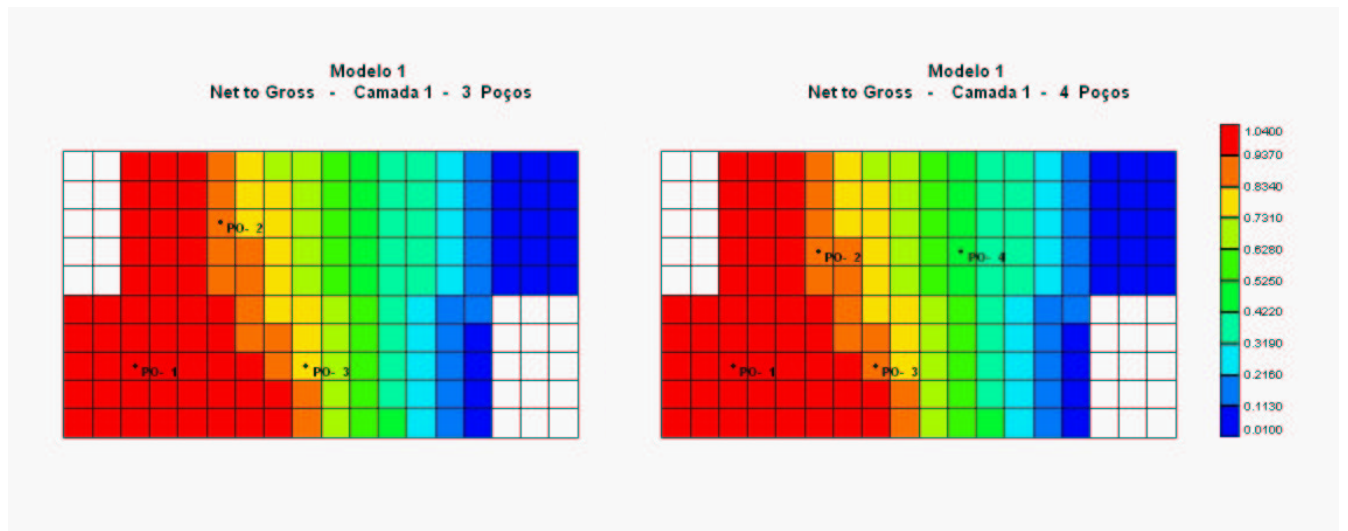 Modelo 1
Net to Gross - Camada 1 - 3 Poços
PO- 2
PO- 1
PO- 3
Modelo 1
Net to Gross - Camada 1 - 4 Poços
PO- 2
PO- 4
PO- 1
PO- 3
1.0400
0.9370
0.8340
0.7310
0.6280
0.5250
0.4220
0.3190
0.2160
0.1130
0.0100